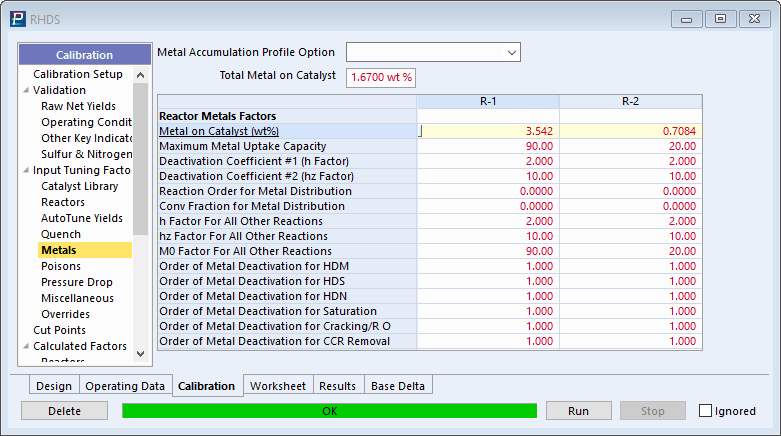 RHDS
Calibration
Calibration Setup
Validation
Raw Net Yields
Operating Condit
Other Key Indicato
Sulfur & Nitrogen
Input Tuning Facto
Catalyst Library
Reactors
AutoTune Yields
Quench
Metals
Poisons
Pressure Drop
Miscellaneous
Overrides
Cut Points
Calculated Factors
Reactors
Metal Accumulation Profile Option
Total Metal on Catalyst 1.6700 wt %
R-1 R-2
Reactor Metals Factors
Metal on Catalyst (wt%) 3.542 0.7084
Maximum Metal Uptake Capacity 90.00 20.00
Deactivation Coefficient #1 (h Factor) 2.000 2.000
Deactivation Coefficient #2 (hz Factor) 10.00 10.00
Reaction Order for Metal Distribution 0.0000 0.0000
Conv Fraction for Metal Distribution 0.0000 0.0000
h Factor For All Other Reactions 2.000 2.000
hz Factor For All Other Reactions 10.00 10.00
M0 Factor For All Other Reactions 90.00 20.00
Order of Metal Deactivation for HDM 1.000 1.000
Order of Metal Deactivation for HDS 1.000 1.000
Order of Metal Deactivation for HDN 1.000 1.000
Order of Metal Deactivation for Saturation 1.000 1.000
Order of Metal Deactivation for Cracking/R O 1.000 1.000
Order of Metal Deactivation for CCR Removal 1.000 1.000
Design Operating Data Calibration Worksheet Results Base Delta
Delete OK Run Stop Ignored